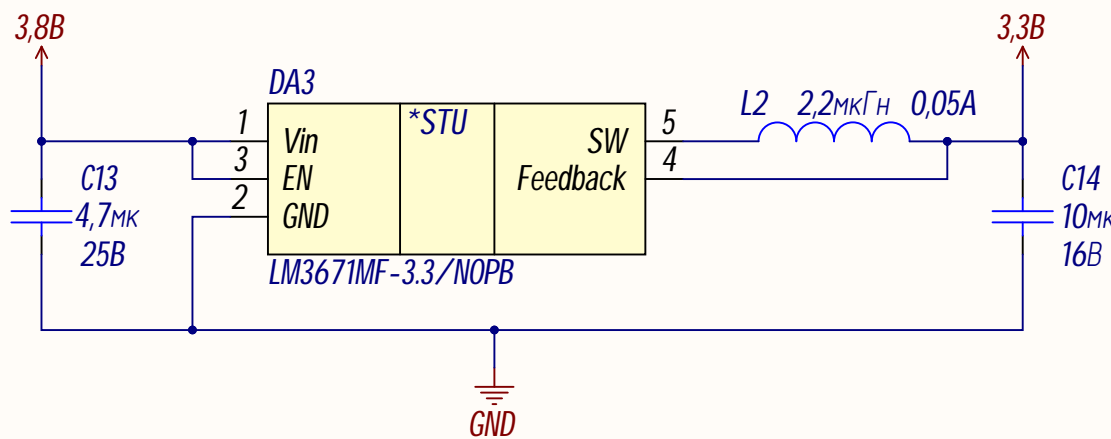 3,8В
3,3В
DA3
*STU
L2 2,2мкГн 0,05А
1 Vin
SW 5
3 EN
Feedback 4
2 GND
C13
4,7мк
25В
C14
10мк
16В
LM3671MF-3.3/NOPB
GND